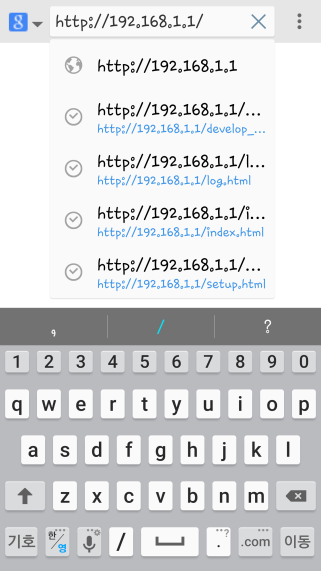 http://192.168.1.1/
http://192.168.1.1
http://192.168.1.1/...
http://192.168.1.1/develop_...
http://192.168.1.1/l...
http://192.168.1.1/log.html
http://192.168.1.1/i...
http://192.168.1.1/index.html
http://192.168.1.1/...
http://192.168.1.1/setup.html
, / ?
1 2 3 4 5 6 7 8 9 0
q w e r t y u i o p
a s d f g h j k l
z x c v b n m
기호 한/영 / . ? .com 이동